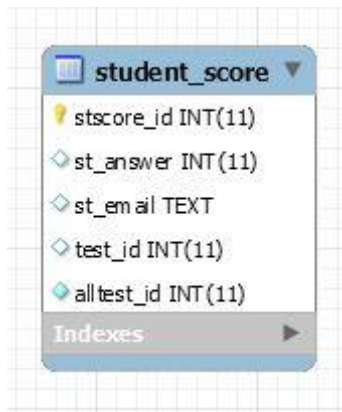 student_score
stscore_id INT(11)
st_answer INT(11)
st_email TEXT
test_id INT(11)
alltest_id INT(11)
Indexes